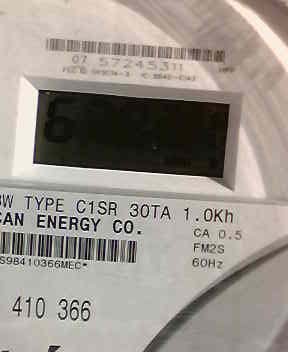 07 57245311
6
3W TYPE C1SR 30TA 1.0Kh
CAN ENERGY CO.
CA 0.5
FM2S
60Hz
S98410366MEC*
410 366